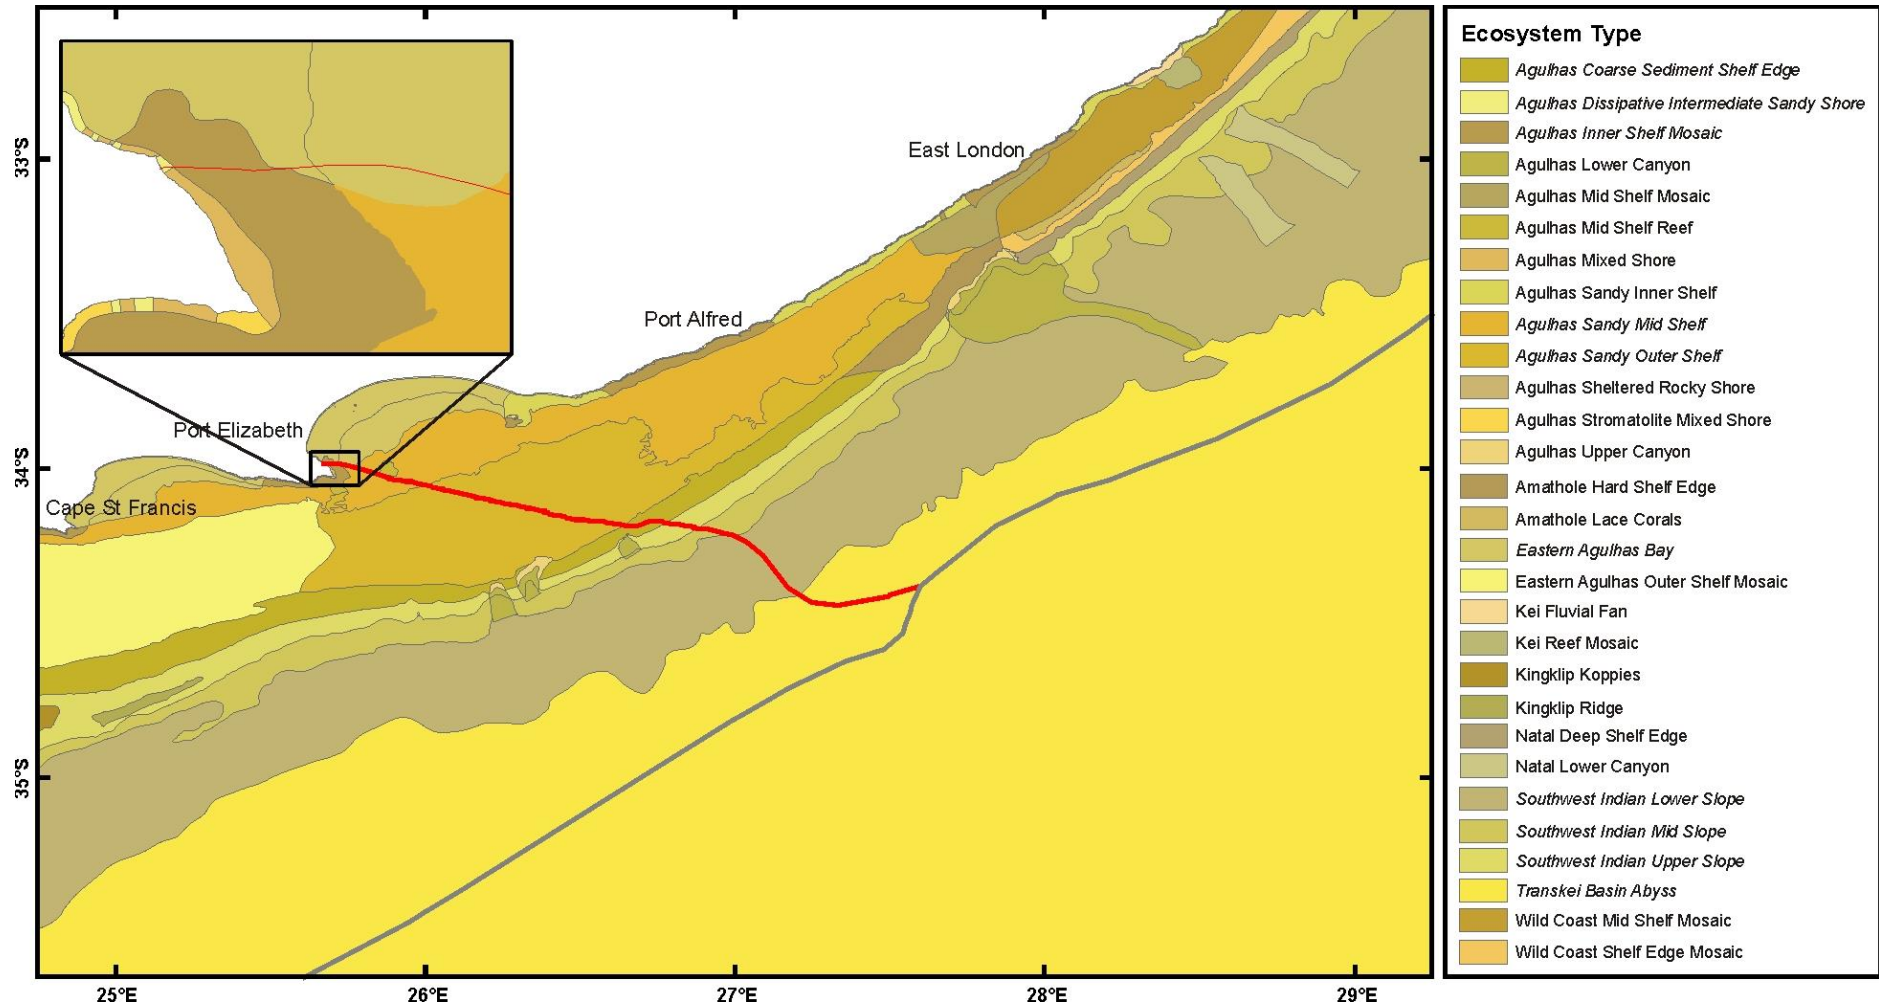 East London
Port Alfred
Port Elizabeth
Cape St Francis
33°S
34°S
35°S
25°E
26°E
27°E
28°E
29°E
Ecosystem Type
Agulhas Coarse Sediment Shelf Edge
Agulhas Dissipative Intermediate Sandy Shore
Agulhas Inner Shelf Mosaic
Agulhas Lower Canyon
Agulhas Mid Shelf Mosaic
Agulhas Mid Shelf Reef
Agulhas Mixed Shore
Agulhas Sandy Inner Shelf
Agulhas Sandy Mid Shelf
Agulhas Sandy Outer Shelf
Agulhas Sheltered Rocky Shore
Agulhas Stromatolite Mixed Shore
Agulhas Upper Canyon
Amathole Hard Shelf Edge
Amathole Lace Corals
Eastern Agulhas Bay
Eastern Agulhas Outer Shelf Mosaic
Kei Fluvial Fan
Kei Reef Mosaic
Kingklip Koppies
Kingklip Ridge
Natal Deep Shelf Edge
Natal Lower Canyon
Southwest Indian Lower Slope
Southwest Indian Mid Slope
Southwest Indian Upper Slope
Transkei Basin Abyss
Wild Coast Mid Shelf Mosaic
Wild Coast Shelf Edge Mosaic